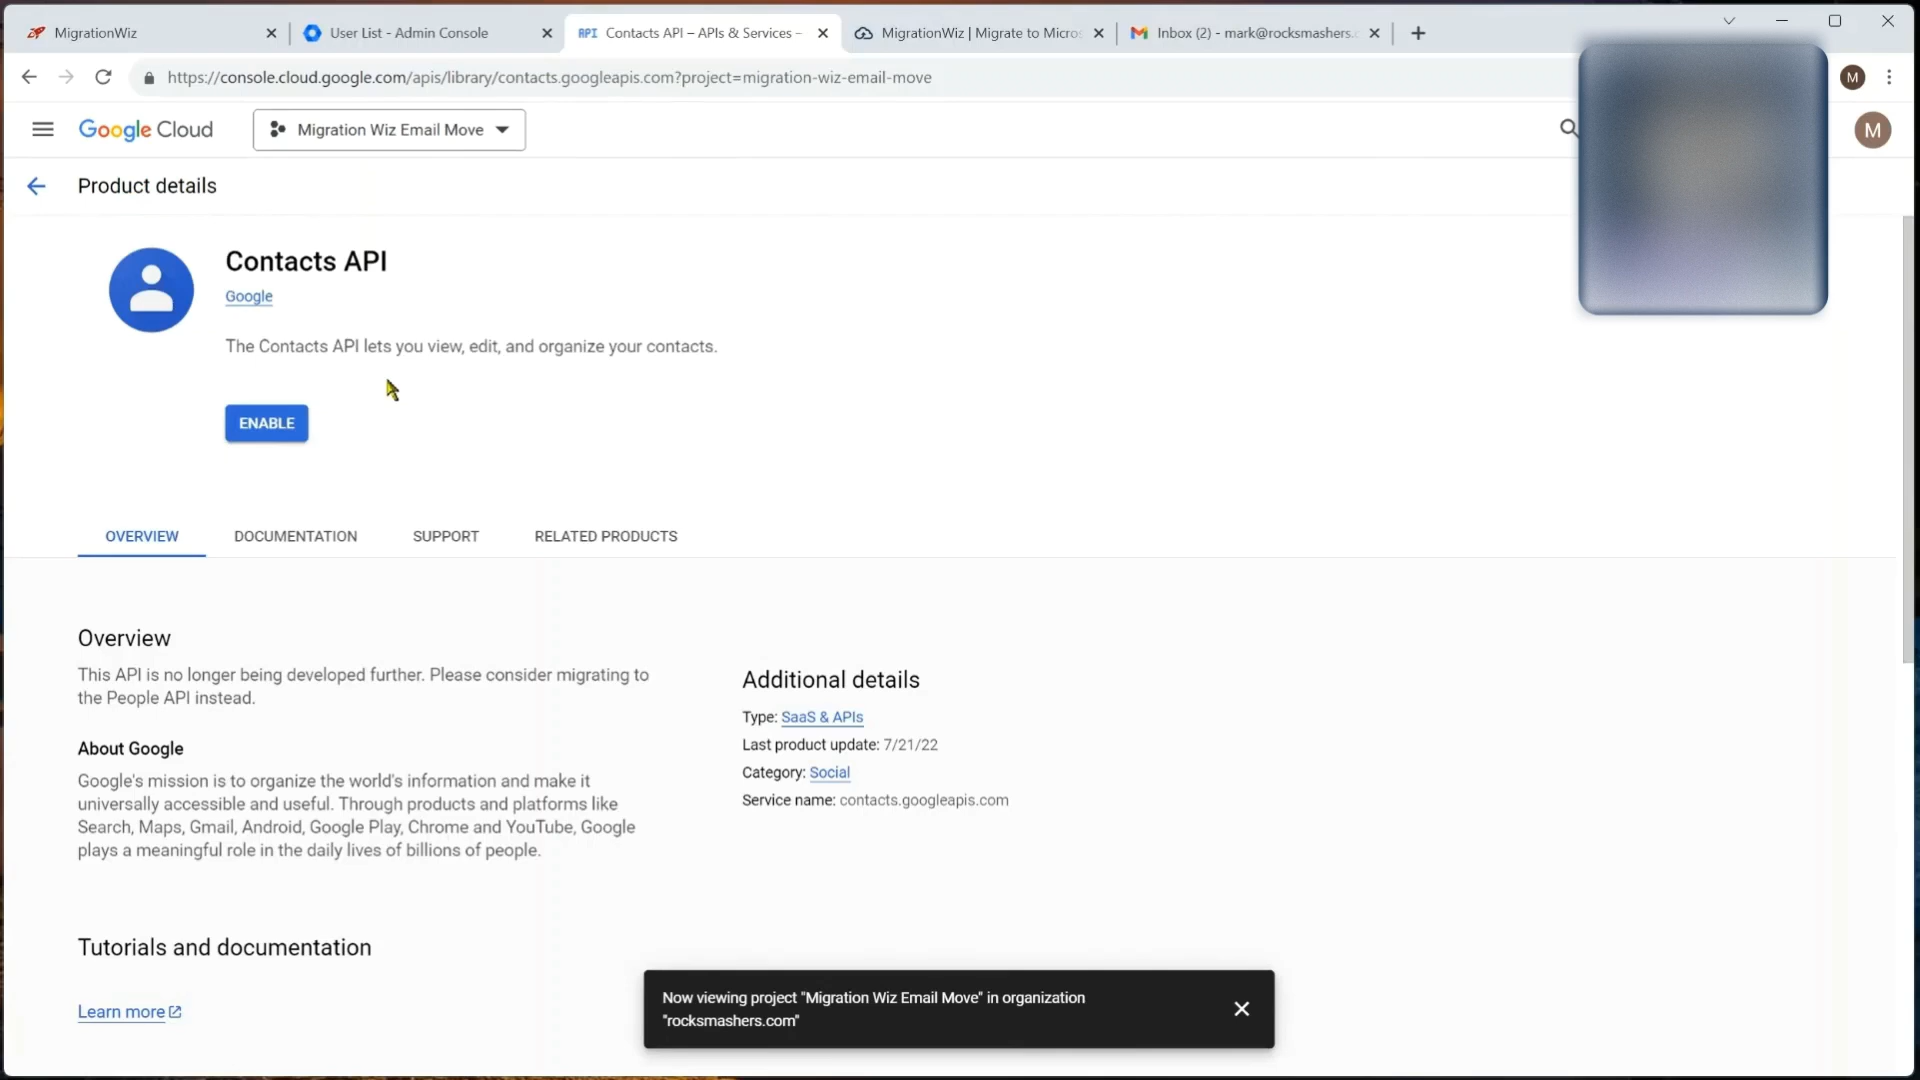 MigrationWiz
User List - Admin Console
API Contacts API – APIs & Services –
MigrationWiz | Migrate to Micros
Inbox (2) - mark@rocksmashers.c
https://console.cloud.google.com/apis/library/contacts.googleapis.com?project=migration-wiz-email-move
M
Google Cloud
Migration Wiz Email Move
M
Product details
Contacts API
Google
The Contacts API lets you view, edit, and organize your contacts.
ENABLE
OVERVIEW DOCUMENTATION SUPPORT RELATED PRODUCTS
Overview
This API is no longer being developed further. Please consider migrating to
the People API instead.
About Google
Google's mission is to organize the world's information and make it
universally accessible and useful. Through products and platforms like
Search, Maps, Gmail, Android, Google Play, Chrome and YouTube, Google
plays a meaningful role in the daily lives of billions of people.
Additional details
Type: SaaS & APIs
Last product update: 7/21/22
Category: Social
Service name: contacts.googleapis.com
Tutorials and documentation
Learn more
Now viewing project "Migration Wiz Email Move" in organization
"rocksmashers.com"